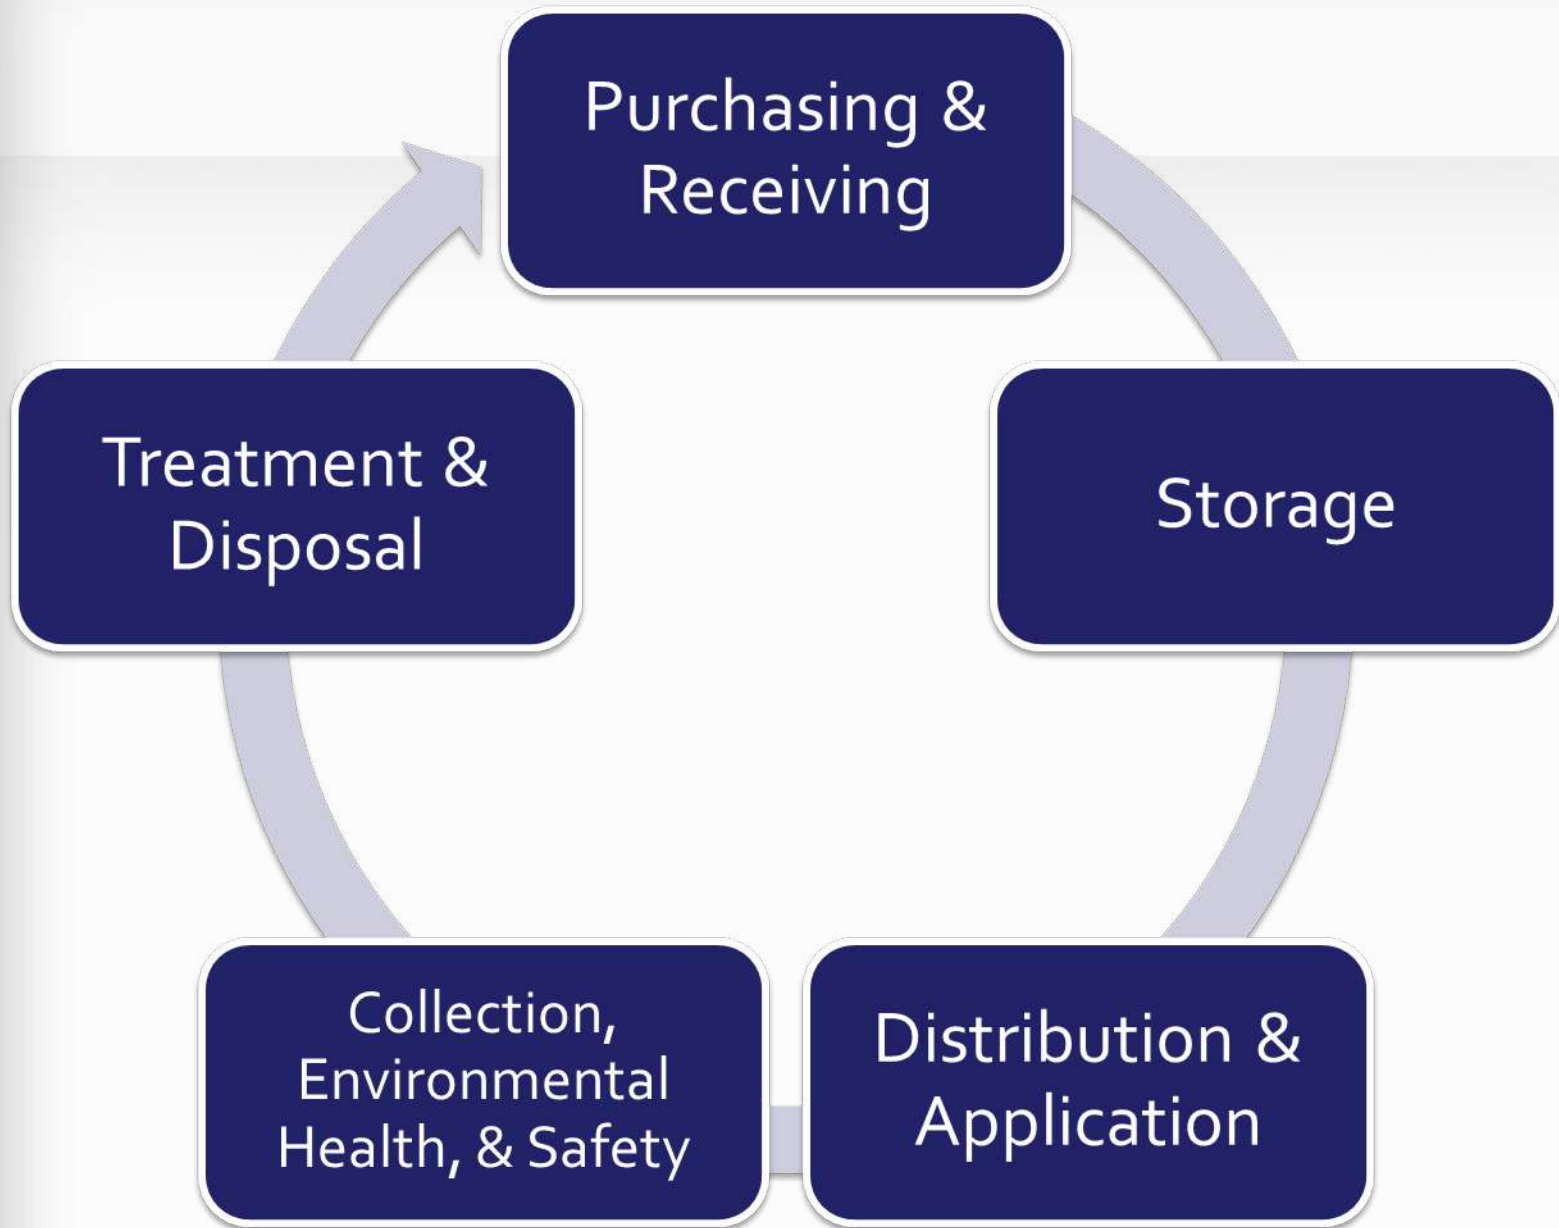 Purchasing &
Receiving
Storage
Distribution &
Application
Collection,
Environmental
Health, & Safety
Treatment &
Disposal